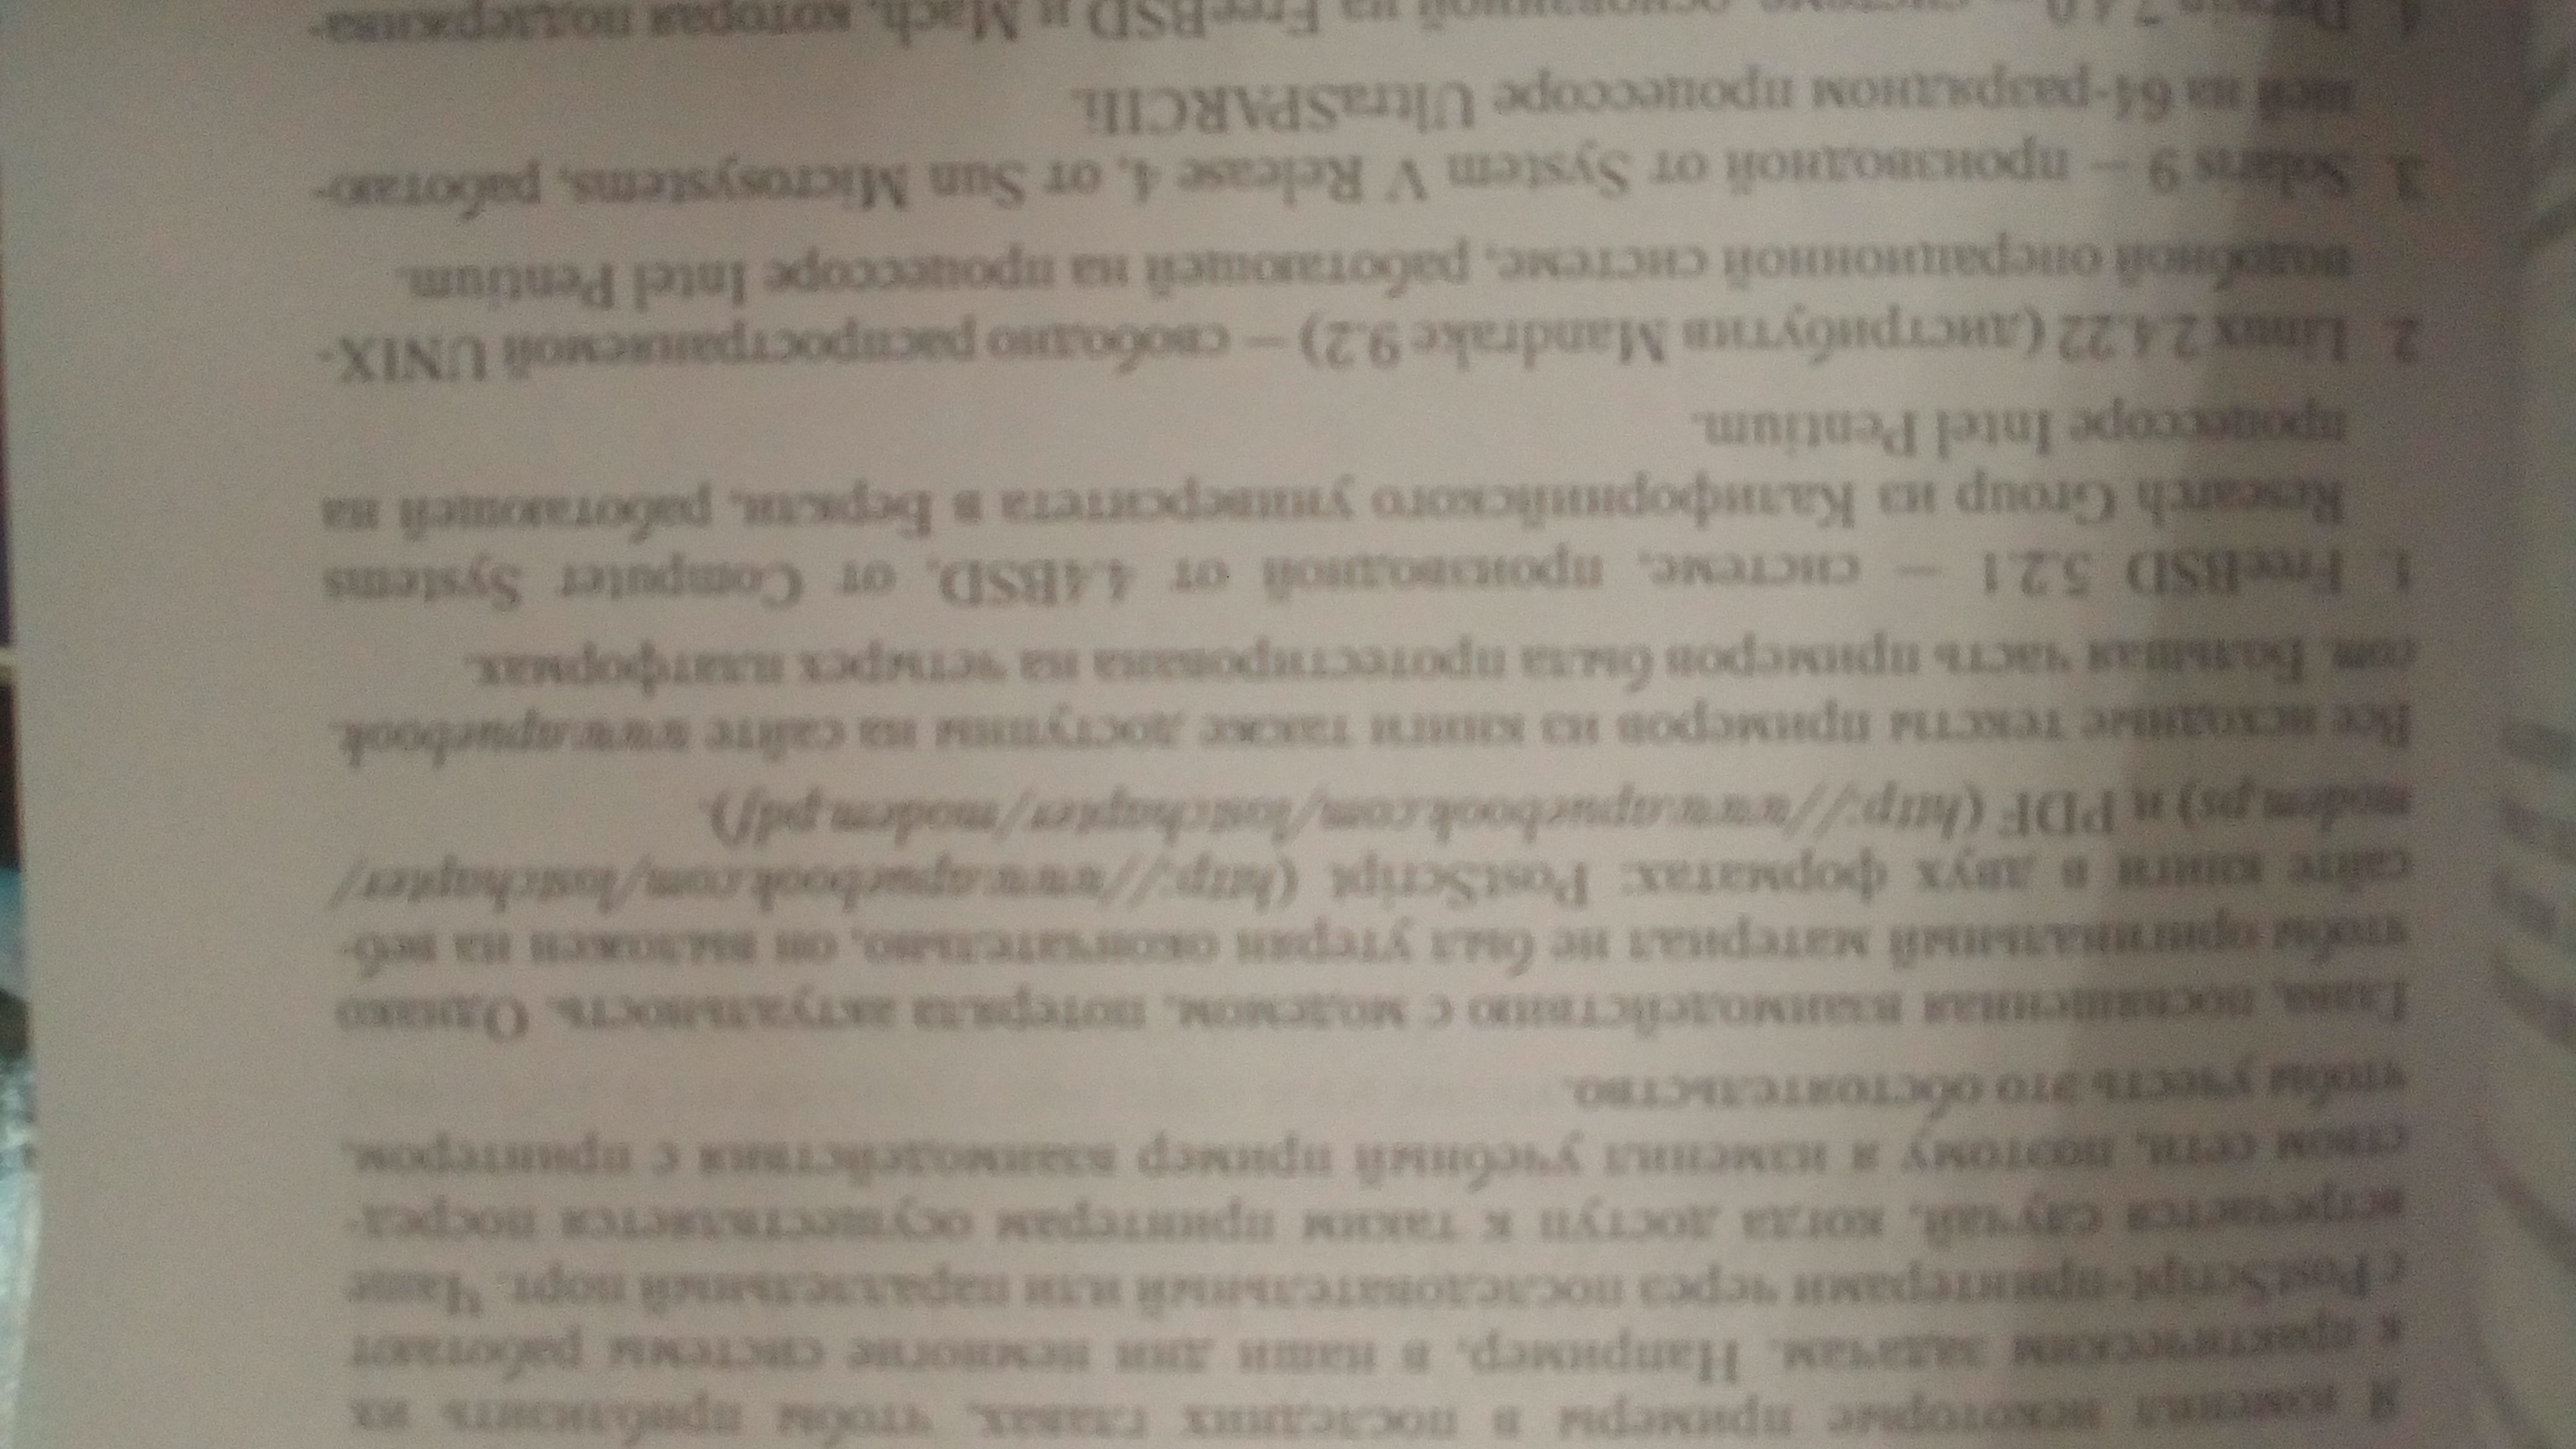 Я изменил некоторые примеры в последних главах, чтобы приблизить их
к практическим задачам. Например, в наши дни немногие системы работают
с PostScript-принтерами через последовательный или параллельный порт. Чаще
встречается случай, когда доступ к таким принтерам осуществляется посред-
ством сети, поэтому я изменил учебный пример взаимодействия с принтером,
чтобы учесть это обстоятельство.
Глава, посвященная взаимодействию с модемом, потеряла актуальность. Однако
чтобы оригинальный материал не был утерян окончательно, он выложен на веб-
сайте книги в двух форматах: PostScript (http://www.apuebook.com/lostchapter/
modem.ps) и PDF (http://www.apuebook.com/lostchapter/modem.pdf).
Все исходные тексты примеров из книги также доступны на сайте www.apuebook.
com. Большая часть примеров была протестирована на четырех платформах.
1. FreeBSD 5.2.1 — системе, производной от 4.4BSD, от Computer Systems
Research Group из Калифорнийского университета в Беркли, работающей на
процессоре Intel Pentium.
2. Linux 2.4.22 (дистрибутив Mandrake 9.2) — свободно распространяемой UNIX-
подобной операционной системе, работающей на процессоре Intel Pentium.
3. Solaris 9 — производной от System V Release 4, от Sun Microsystems, работаю-
щей на 64-разрядном процессоре UltraSPARCIIi.
4. Darwin 7.4.0 — системе, основанной на FreeBSD и Mach, которая поддержива-